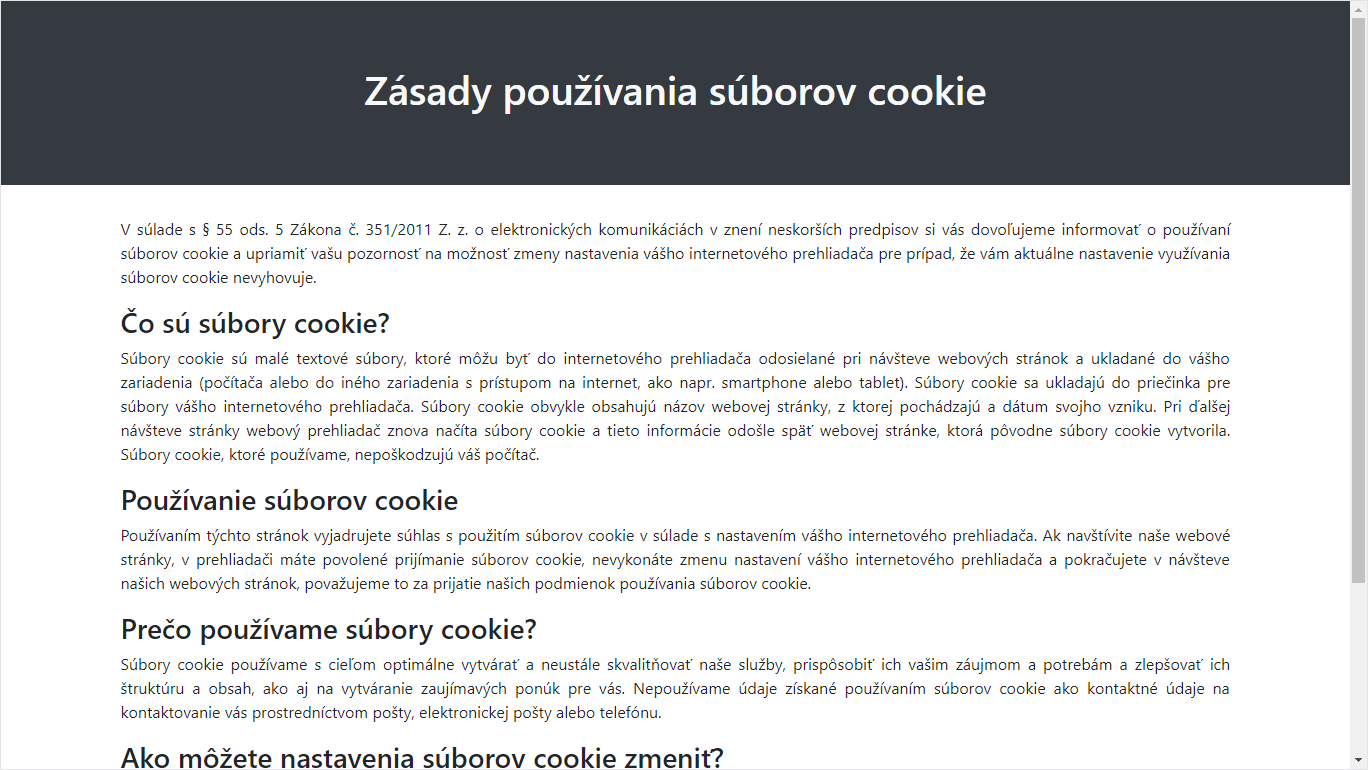 Zásady používania súborov cookie
V súlade s § 55 ods. 5 Zákona č. 351/2011 Z. z. o elektronických komunikáciách v znení neskorších predpisov si vás dovoľujeme informovať o používaní
súborov cookie a upriamiť vašu pozornosť na možnosť zmeny nastavenia vášho internetového prehliadača pre prípad, že vám aktuálne nastavenie využívania
súborov cookie nevyhovuje.
Čo sú súbory cookie?
Súbory cookie sú malé textové súbory, ktoré môžu byť do internetového prehliadača odosielané pri návšteve webových stránok a ukladané do vášho
zariadenia (počítača alebo do iného zariadenia s prístupom na internet, ako napr. smartphone alebo tablet). Súbory cookie sa ukladajú do priečinka pre
súbory vášho internetového prehliadača. Súbory cookie obvykle obsahujú názov webovej stránky, z ktorej pochádzajú a dátum svojho vzniku. Pri ďalšej
návšteve stránky webový prehliadač znova načíta súbory cookie a tieto informácie odošle späť webovej stránke, ktorá pôvodne súbory cookie vytvorila.
Súbory cookie, ktoré používame, nepoškodzujú váš počítač.
Používanie súborov cookie
Používaním týchto stránok vyjadrujete súhlas s použitím súborov cookie v súlade s nastavením vášho internetového prehliadača. Ak navštívite naše webové
stránky, v prehliadači máte povolené prijímanie súborov cookie, nevykonáte zmenu nastavení vášho internetového prehliadača a pokračujete v návšteve
našich webových stránok, považujeme to za prijatie našich podmienok používania súborov cookie.
Prečo používame súbory cookie?
Súbory cookie používame s cieľom optimálne vytvárať a neustále skvalitňovať naše služby, prispôsobiť ich vašim záujmom a potrebám a zlepšovať ich
štruktúru a obsah, ako aj na vytváranie zaujímavých ponúk pre vás. Nepoužívame údaje získané používaním súborov cookie ako kontaktné údaje na
kontaktovanie vás prostredníctvom pošty, elektronickej pošty alebo telefónu.
Ako môžete nastavenia súborov cookie zmeniť?